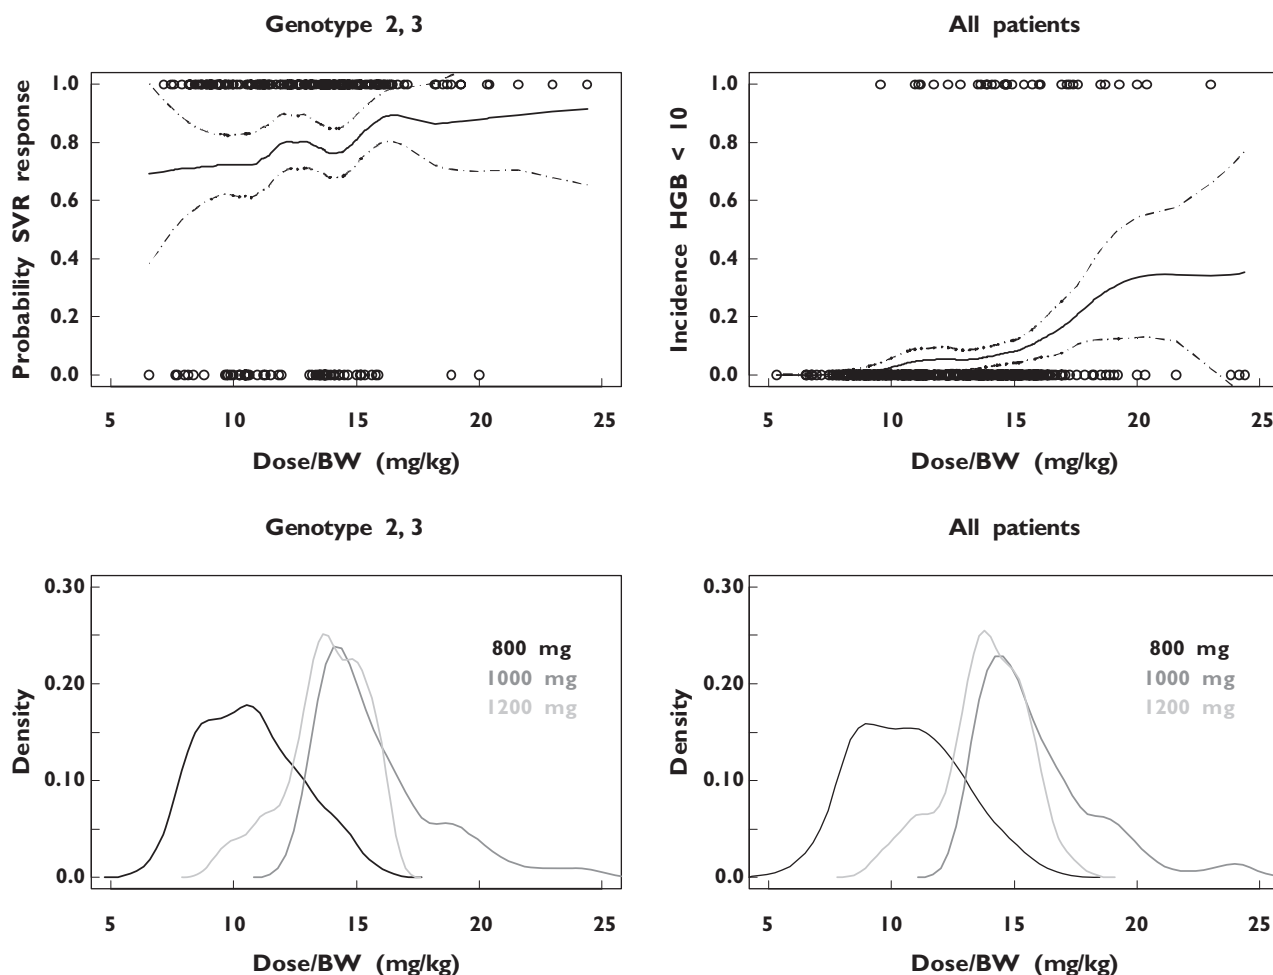 Genotype 2, 3
Probability SVR response
1.0
0.8
0.6
0.4
0.2
0.0
5 10 15 20 25
Dose/BW (mg/kg)
All patients
Incidence HGB < 10
1.0
0.8
0.6
0.4
0.2
0.0
5 10 15 20 25
Dose/BW (mg/kg)
Genotype 2, 3
Density
0.30
0.20
0.10
0.0
800 mg
1000 mg
1200 mg
5 10 15 20 25
Dose/BW (mg/kg)
All patients
Density
0.30
0.20
0.10
0.0
800 mg
1000 mg
1200 mg
5 10 15 20 25
Dose/BW (mg/kg)